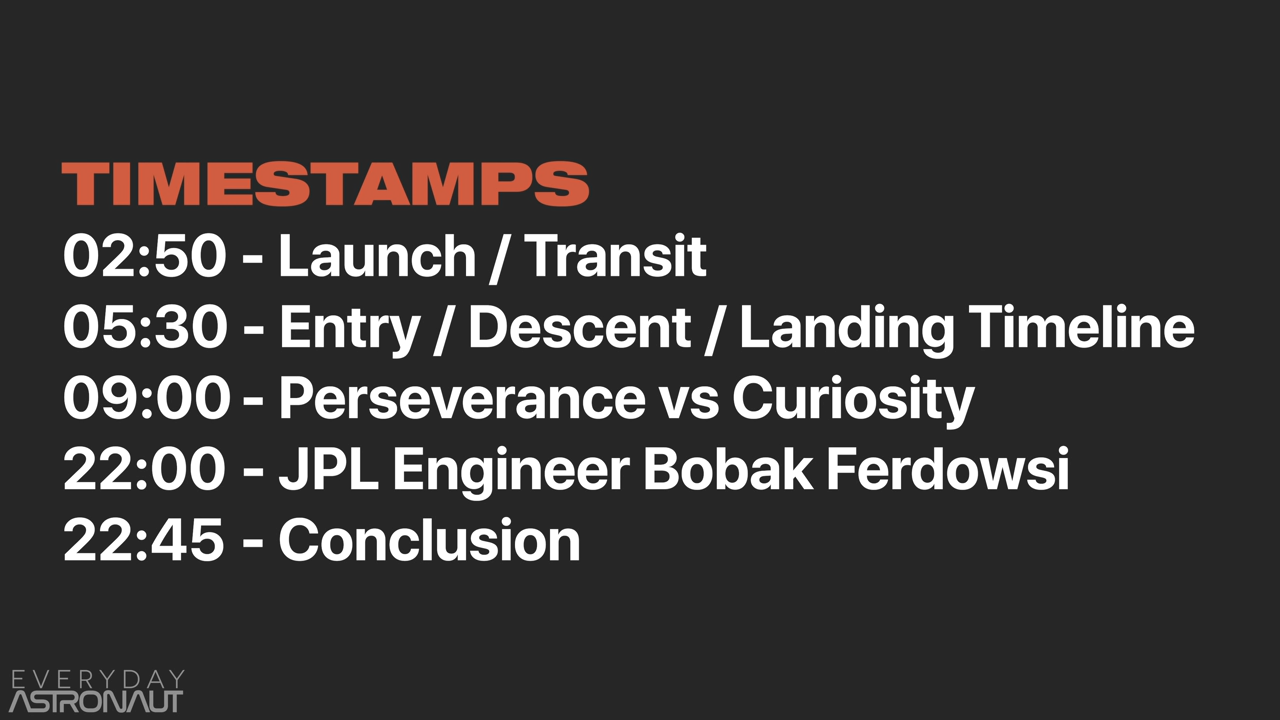 TIMESTAMPS
02:50 - Launch / Transit
05:30 - Entry / Descent / Landing Timeline
09:00 - Perseverance vs Curiosity
22:00 - JPL Engineer Bobak Ferdowsi
22:45 - Conclusion
EVERYDAY
ASTRONAUT